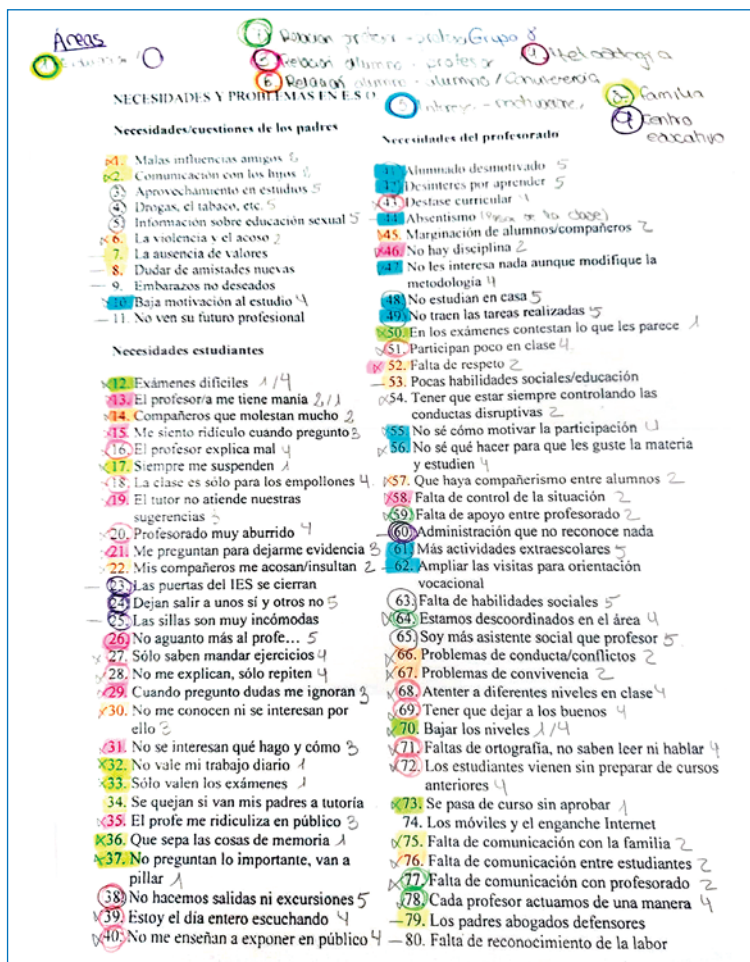 Áreas
Relación profesor - profesor Grupo 8
Relación alumno - profesor
Metodología
Relación alumno - alumno / Convivencia
Familia
Centro
educativo
NECESIDADES Y PROBLEMAS EN E.S.O
Necesidades/cuestiones de los padres
1. Malas influencias amigos 2
2. Comunicación con los hijos
3. Aprovechamiento en estudios 5
4. Drogas, el tabaco, etc. 5
5. Información sobre educación sexual 5
6. La violencia y el acoso 2
7. La ausencia de valores
8. Dudar de amistades nuevas
9. Embarazos no deseados
10. Baja motivación al estudio 4
11. No ven su futuro profesional
Necesidades estudiantes
12. Exámenes difíciles 1/4
13. El profesor/a me tiene manía 2/1
14. Compañeros que molestan mucho 2
15. Me siento ridículo cuando pregunto 3
16. El profesor explica mal 4
17. Siempre me suspenden 1
18. La clase es sólo para los empollones 4
19. El tutor no atiende nuestras
sugerencias 3
20. Profesorado muy aburrido 4
21. Me preguntan para dejarme evidencia 3
22. Mis compañeros me acosan/insultan 2
23. Las puertas del IES se cierran
24. Dejan salir a unos sí y otros no 5
25. Las sillas son muy incómodas
26. No aguanto más al profe... 5
27. Sólo saben mandar ejercicios 4
28. No me explican, sólo repiten 4
29. Cuando pregunto dudas me ignoran 3
30. No me conocen ni se interesan por
ello 3
31. No se interesan qué hago y cómo 3
32. No vale mi trabajo diario 1
33. Sólo valen los exámenes 1
34. Se quejan si van mis padres a tutoría
35. El profe me ridiculiza en público 3
36. Que sepa las cosas de memoria 1
37. No preguntan lo importante, van a
pillar 1
38. No hacemos salidas ni excursiones 5
39. Estoy el día entero escuchando 4
40. No me enseñan a exponer en público 4
Necesidades del profesorado
41. Alumnado desmotivado 5
42. Desinterés por aprender 5
43. Desfase curricular 4
44. Absentismo de la clase)
45. Marginación de alumnos/compañeros 2
46. No hay disciplina 2
47. No les interesa nada aunque modifique la
metodología 4
48. No estudian en casa 5
49. No traen las tareas realizadas 5
50. En los exámenes contestan lo que les parece 1
51. Participan poco en clase 4
52. Falta de respeto 2
53. Pocas habilidades sociales/educación
54. Tener que estar siempre controlando las
conductas disruptivas 2
55. No sé cómo motivar la participación 4
56. No sé qué hacer para que les guste la materia
y estudien 4
57. Que haya compañerismo entre alumnos 2
58. Falta de control de la situación 2
59. Falta de apoyo entre profesorado 2
60. Administración que no reconoce nada
61. Más actividades extraescolares 5
62. Ampliar las visitas para orientación
vocacional
63. Falta de habilidades sociales 5
64. Estamos descoordinados en el área 4
65. Soy más asistente social que profesor 5
66. Problemas de conducta/conflictos 2
67. Problemas de convivencia 2
68. Atenter a diferentes niveles en clase 4
69. Tener que dejar a los buenos 4
70. Bajar los niveles 1/4
71. Faltas de ortografía, no saben leer ni hablar 4
72. Los estudiantes vienen sin preparar de cursos
anteriores 4
73. Se pasa de curso sin aprobar 1
74. Los móviles y el enganche Internet
75. Falta de comunicación con la familia 2
76. Falta de comunicación entre estudiantes 2
77. Falta de comunicación con profesorado 2
78. Cada profesor actuamos de una manera 4
79. Los padres abogados defensores
80. Falta de reconocimiento de la labor